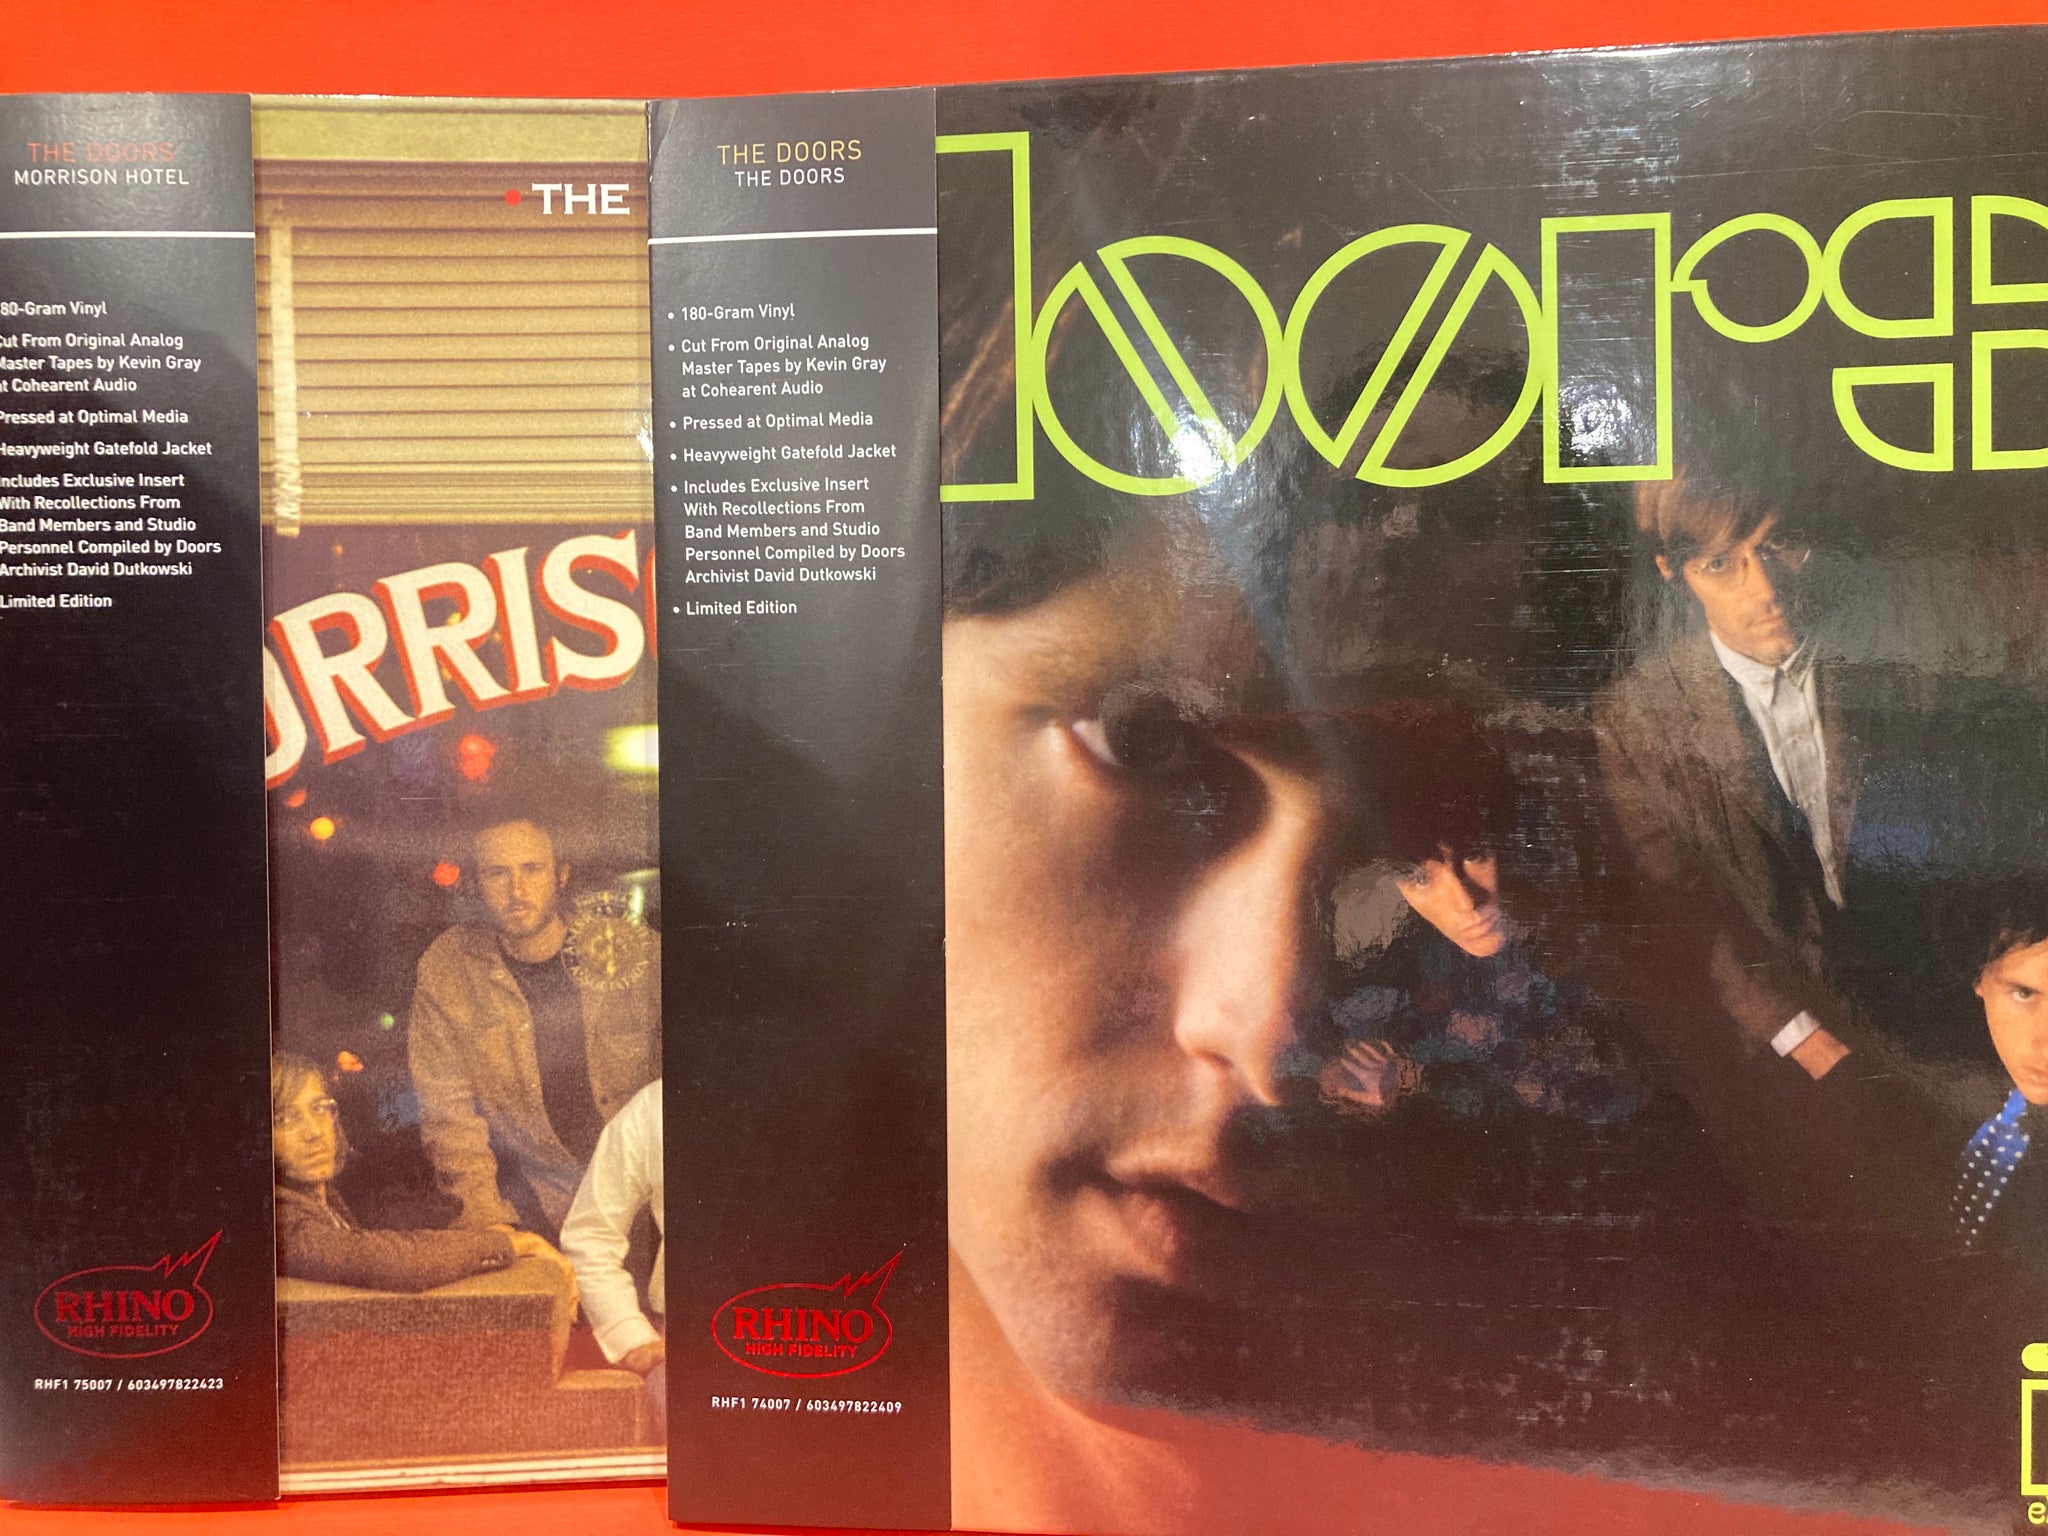 THE DOORS
MORRISON HOTEL
80-Gram Vinyl
Cut From Original Analog
Master Tapes by Kevin Gray
at Cohearent Audio
Pressed at Optimal Media
Heavyweight Gatefold Jacket
Includes Exclusive Insert
With Recollections From
Band Members and Studio
Personnel Compiled by Doors
Archivist David Dutkowski
Limited Edition
RHINO
HIGH FIDELITY
RHF1 75007 / 603497822423
• THE
ORRIS
THE DOORS
THE DOORS
• 180-Gram Vinyl
• Cut From Original Analog
Master Tapes by Kevin Gray
at Cohearent Audio
• Pressed at Optimal Media
• Heavyweight Gatefold Jacket
• Includes Exclusive Insert
With Recollections From
Band Members and Studio
Personnel Compiled by Doors
Archivist David Dutkowski
• Limited Edition
RHINO
HIGH FIDELITY
RHF1 74007 / 603497822409
DOORS